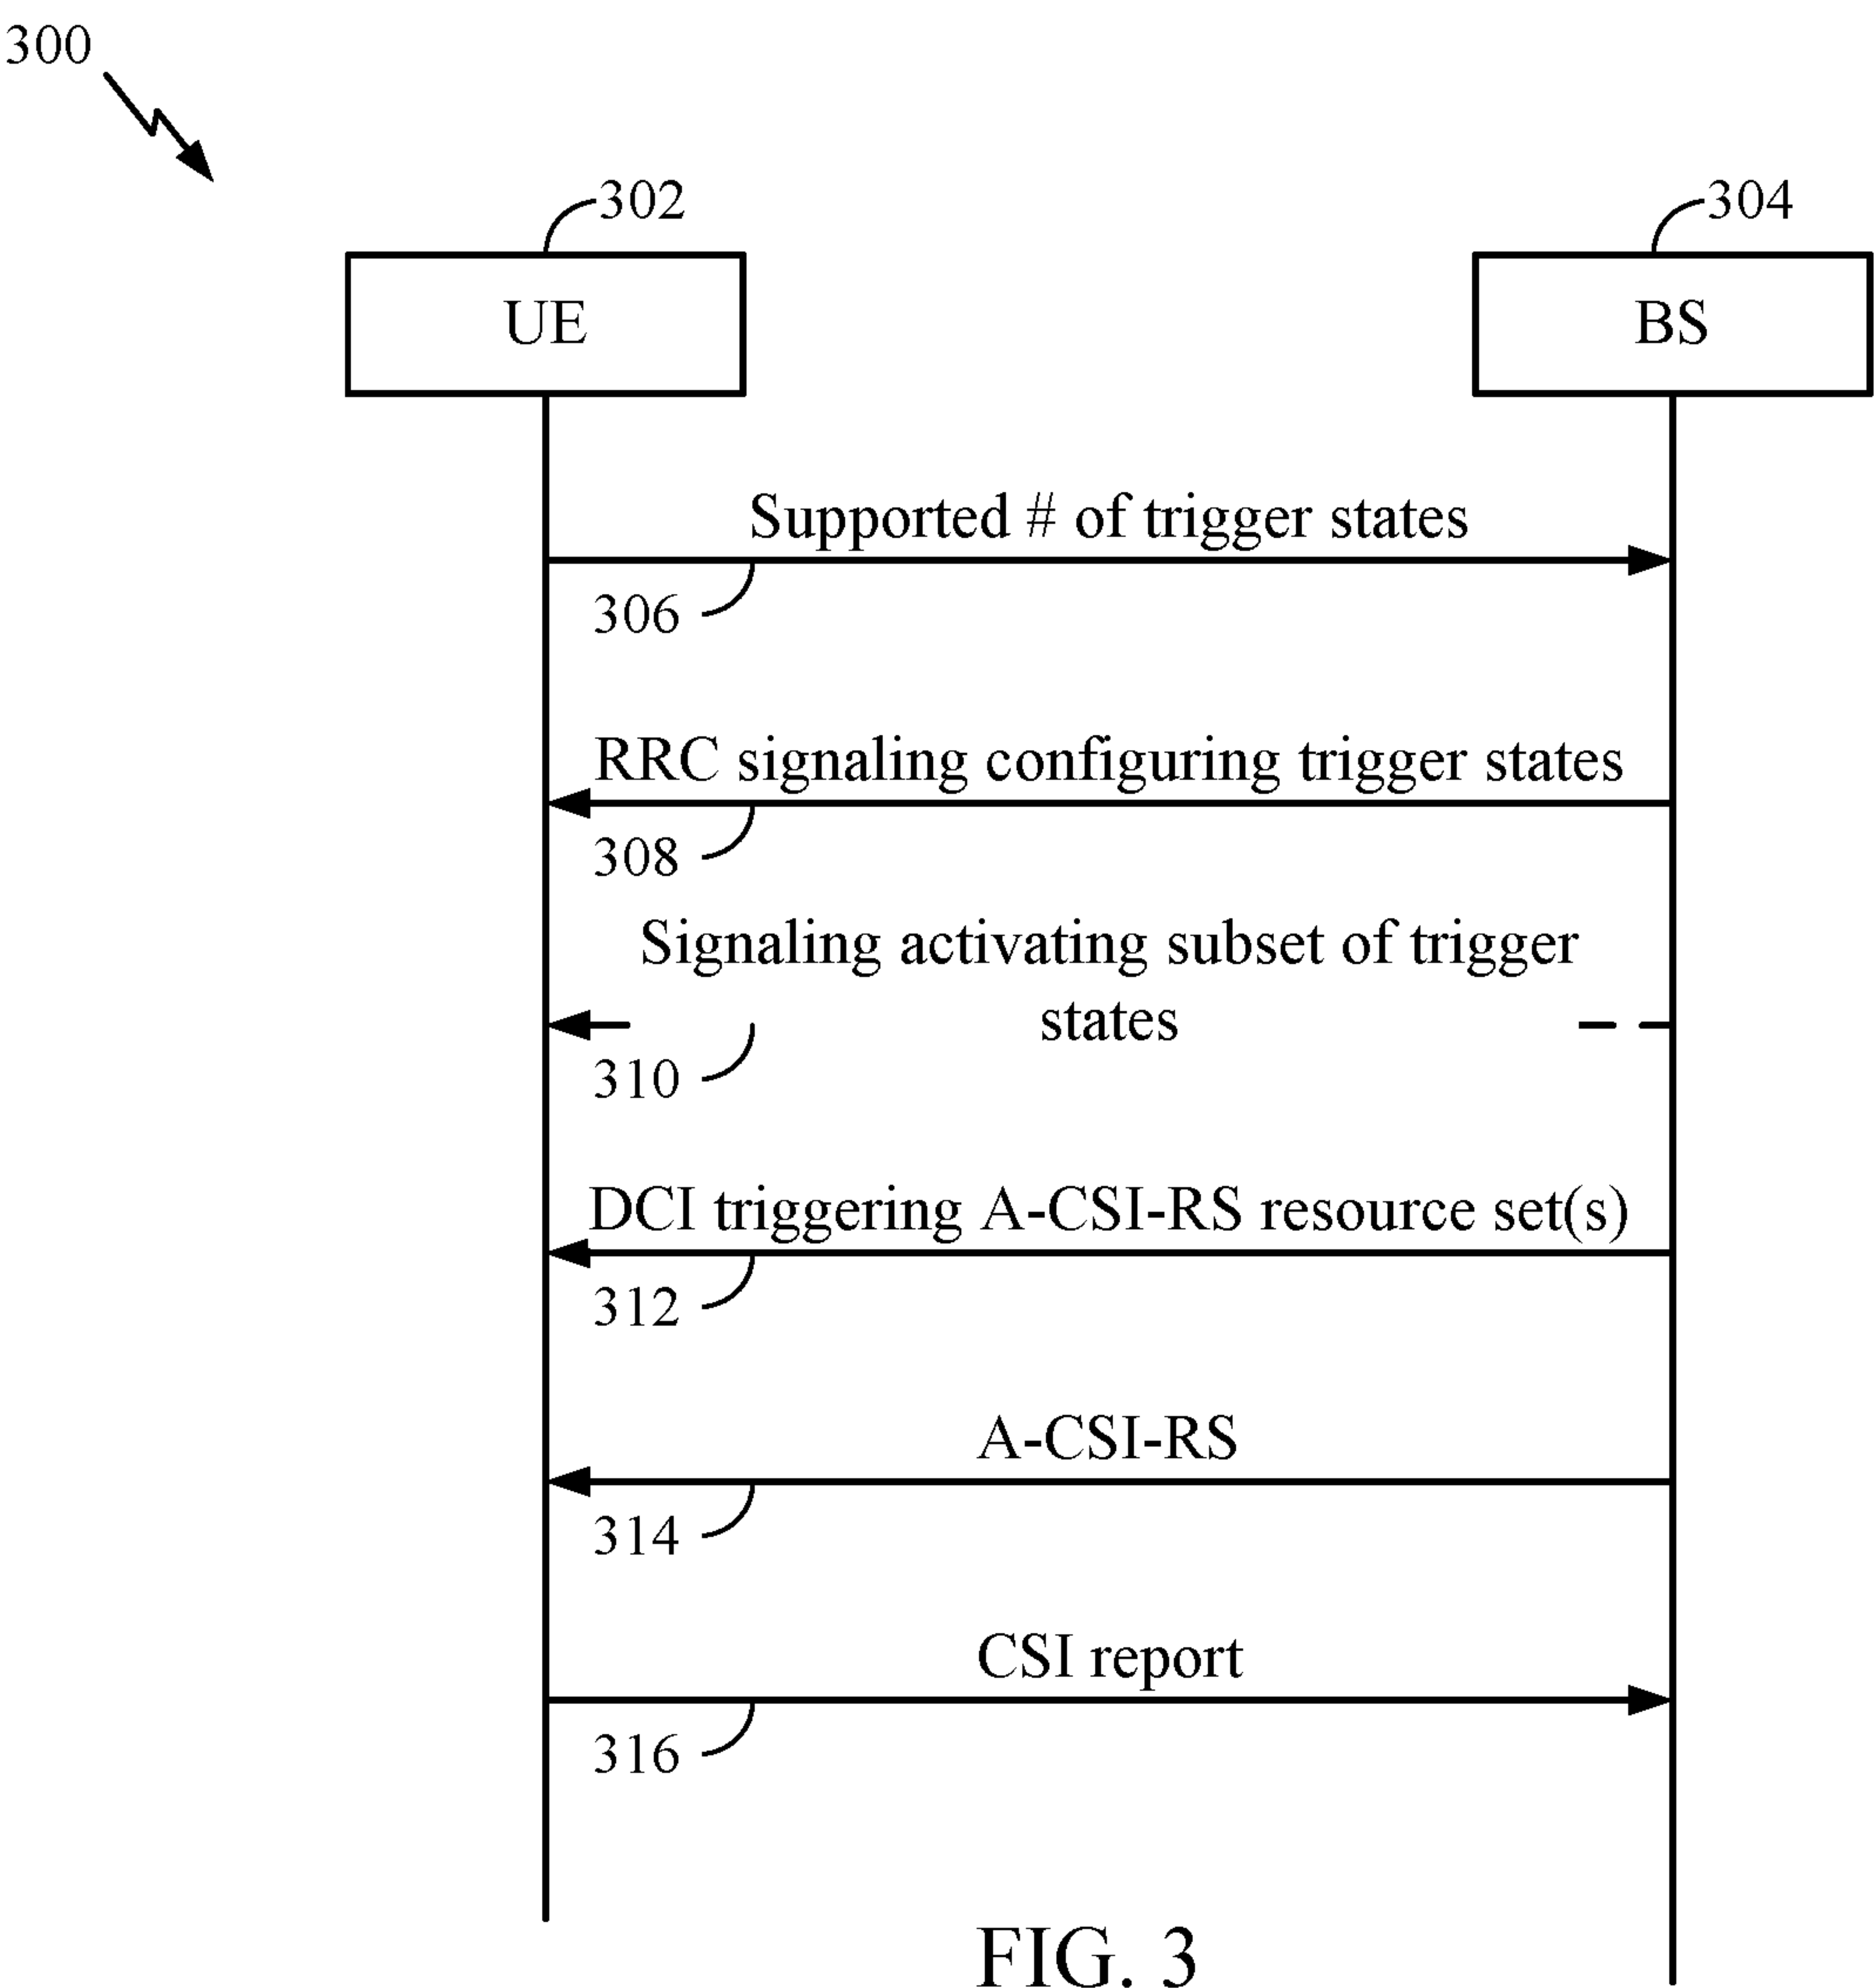 300
302
304
UE
BS
Supported # of trigger states
306
RRC signaling configuring trigger states
308
Signaling activating subset of trigger
states
310
DCI triggering A-CSI-RS resource set(s)
312
A-CSI-RS
314
CSI report
316
FIG. 3